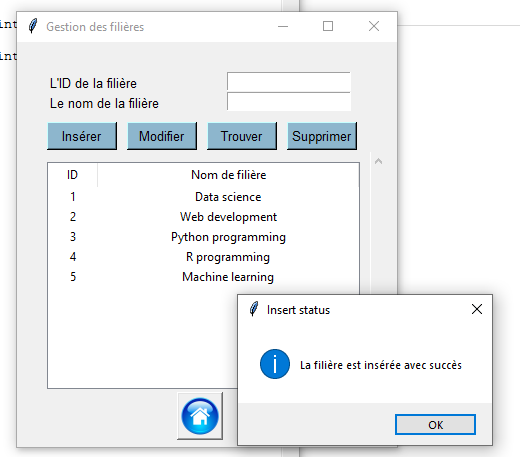 int
int
Gestion des filières
L'ID de la filière
Le nom de la filière
Insérer Modifier Trouver Supprimer
ID Nom de filière
1 Data science
2 Web development
3 Python programming
4 R programming
5 Machine learning
Insert status
La filière est insérée avec succès
OK